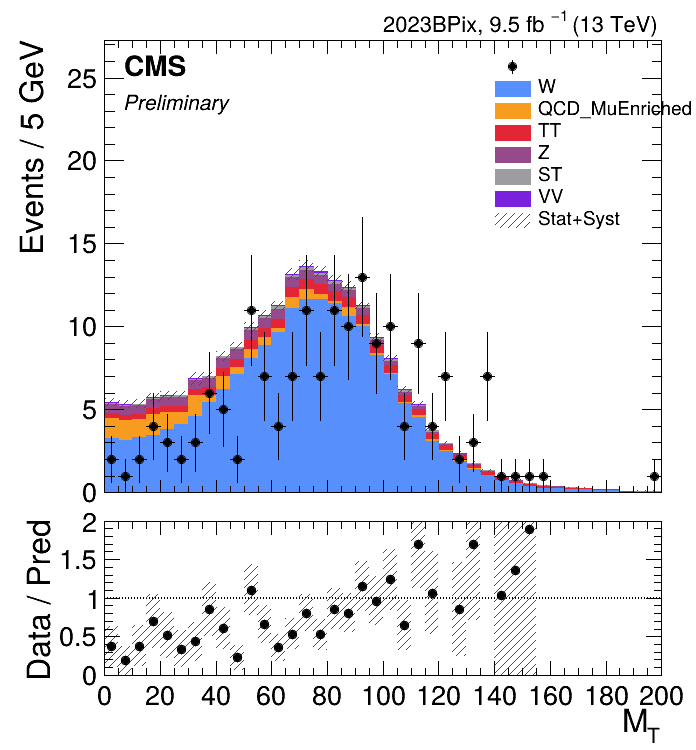 2023BPix, 9.5 fb⁻¹ (13 TeV)
CMS
Preliminary
W
QCD_MuEnriched
TT
Z
ST
VV
Stat+Syst
Events / 5 GeV
25
20
15
10
5
0
Data / Pred
2
1.5
1
0.5
0
0 20 40 60 80 100 120 140 160 180 200
M_T